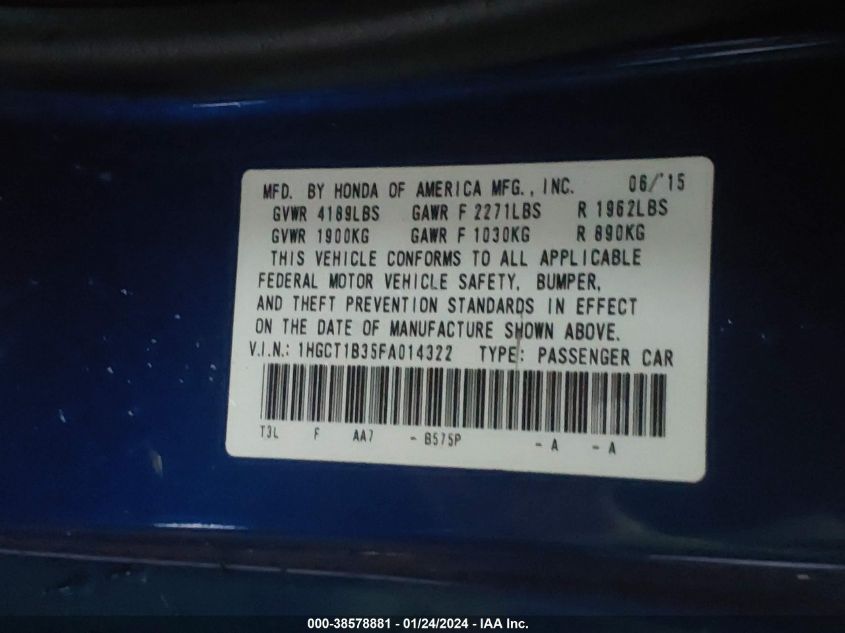 MFD. BY HONDA OF AMERICA MFG., INC. 06/'15
GVWR 4189LBS GAWR F 2271LBS R 1962LBS
GVWR 1900KG GAWR F 1030KG R 890KG
THIS VEHICLE CONFORMS TO ALL APPLICABLE
FEDERAL MOTOR VEHICLE SAFETY, BUMPER,
AND THEFT PREVENTION STANDARDS IN EFFECT
ON THE DATE OF MANUFACTURE SHOWN ABOVE.
V.I.N.: 1HGCT1B35FA014322 TYPE: PASSENGER CAR
T3L F AA7 - B575P - A - A
000-38578881 - 01/24/2024 - IAA Inc.